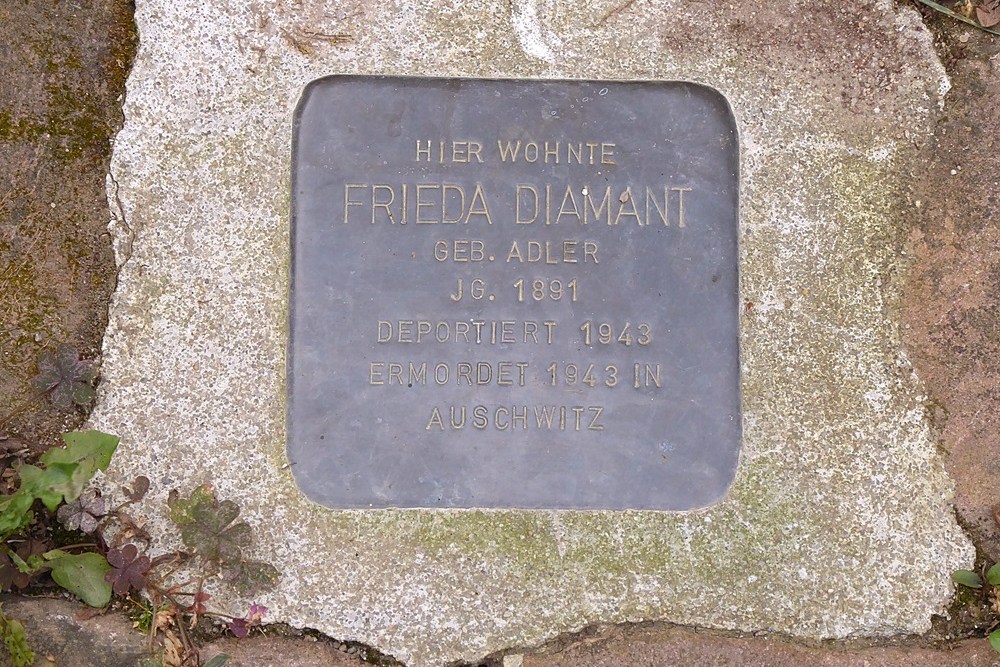 HIER WOHNTE
FRIEDA DIAMANT
GEB. ADLER
JG. 1891
DEPORTIERT 1943
ERMORDET 1943 IN
AUSCHWITZ